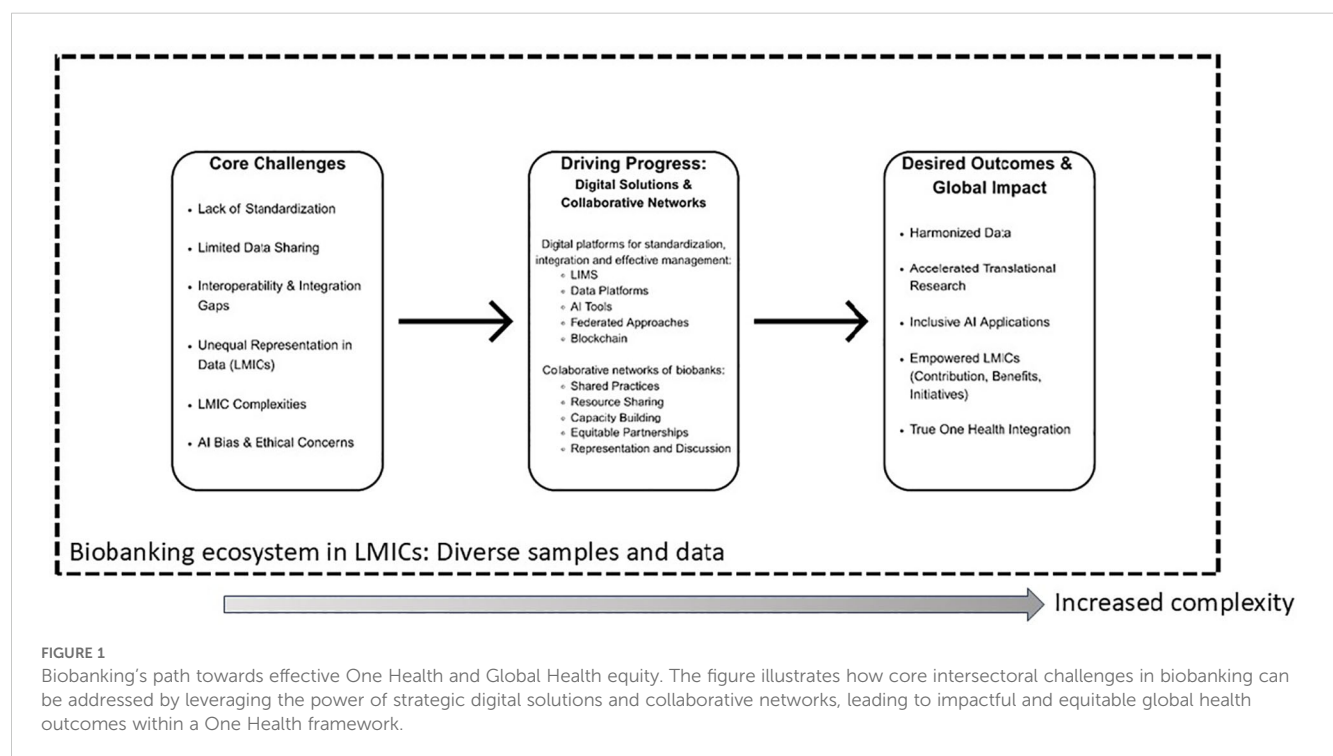 Core Challenges
• Lack of Standardization
• Limited Data Sharing
• Interoperability & Integration
Gaps
• Unequal Representation in
Data (LMICs)
• LMIC Complexities
• AI Bias & Ethical Concerns
Driving Progress:
Digital Solutions &
Collaborative Networks
Digital platforms for standardization,
integration and effective management:
∘ LIMS
∘ Data Platforms
∘ AI Tools
∘ Federated Approaches
∘ Blockchain
Collaborative networks of biobanks:
∘ Shared Practices
∘ Resource Sharing
∘ Capacity Building
∘ Equitable Partnerships
∘ Representation and Discussion
Desired Outcomes &
Global Impact
• Harmonized Data
• Accelerated Translational
Research
• Inclusive AI Applications
• Empowered LMICs
(Contribution, Benefits,
Initiatives)
• True One Health Integration
Biobanking ecosystem in LMICs: Diverse samples and data
Increased complexity
FIGURE 1
Biobanking’s path towards effective One Health and Global Health equity. The figure illustrates how core intersectoral challenges in biobanking can
be addressed by leveraging the power of strategic digital solutions and collaborative networks, leading to impactful and equitable global health
outcomes within a One Health framework.